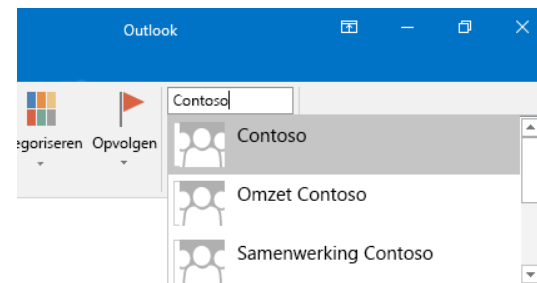 Outlook
Contoso
egoriseren Opvolgen
Contoso
Omzet Contoso
Samenwerking Contoso